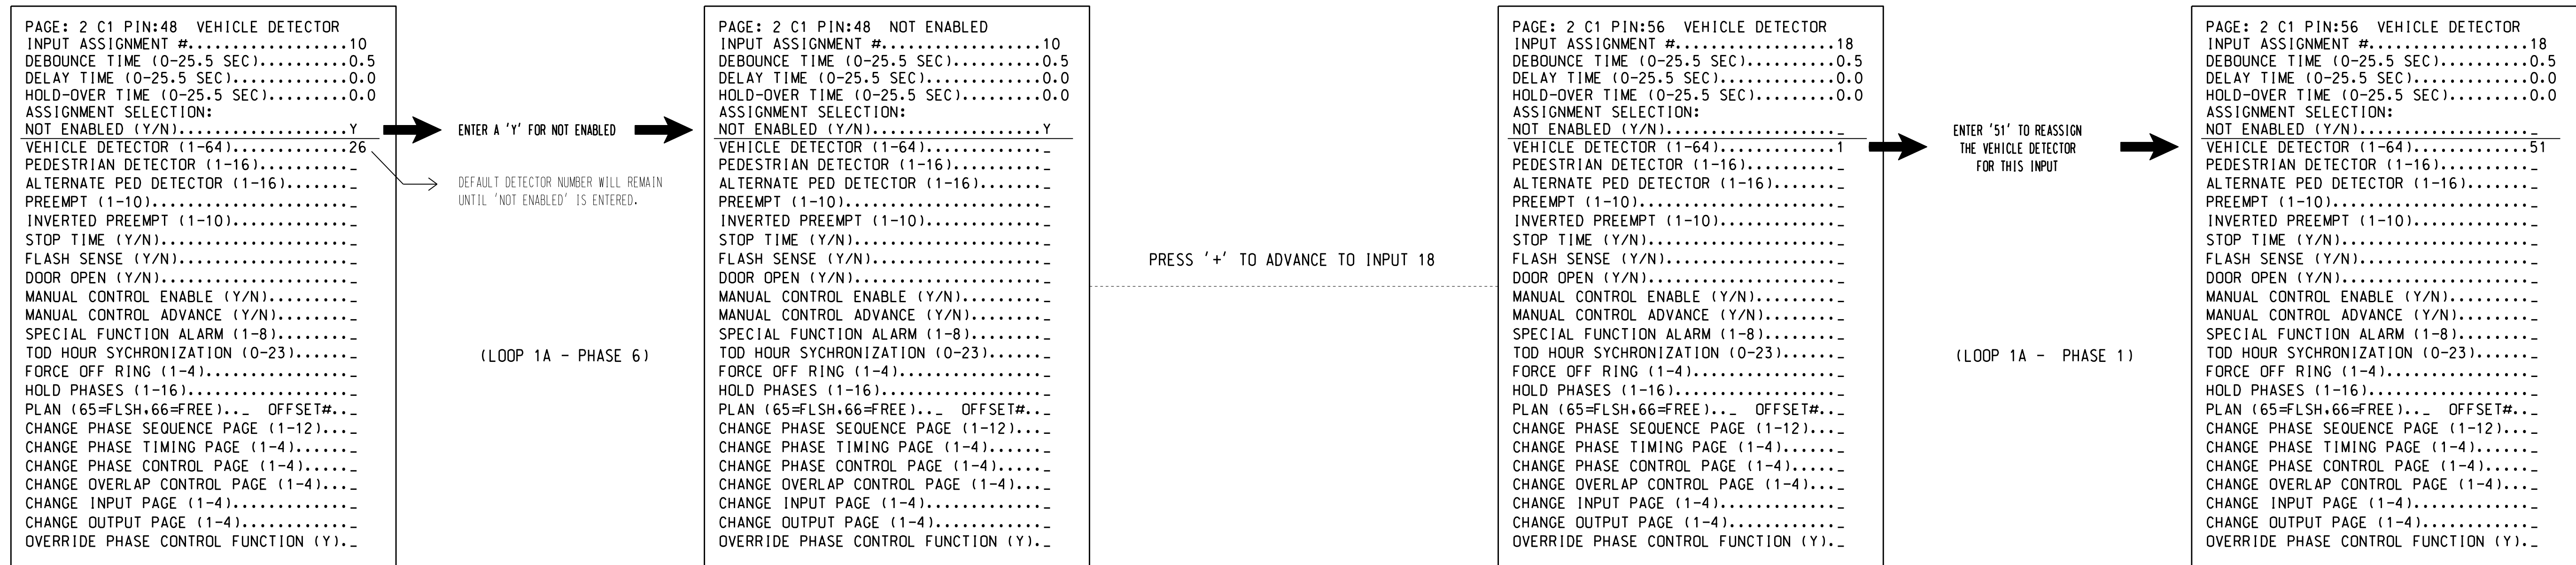 PAGE: 2 C1 PIN:48 VEHICLE DETECTOR
INPUT ASSIGNMENT #..................10
DEBOUNCE TIME (0-25.5 SEC)..........0.5
DELAY TIME (0-25.5 SEC).............0.0
HOLD-OVER TIME (0-25.5 SEC).........0.0
ASSIGNMENT SELECTION:
NOT ENABLED (Y/N)...................Y
VEHICLE DETECTOR (1-64).............26
PEDESTRIAN DETECTOR (1-16).........._
ALTERNATE PED DETECTOR (1-16)......._
PREEMPT (1-10)......................_
INVERTED PREEMPT (1-10)............._
STOP TIME (Y/N)....................._
FLASH SENSE (Y/N)..................._
DOOR OPEN (Y/N)....................._
MANUAL CONTROL ENABLE (Y/N)........._
MANUAL CONTROL ADVANCE (Y/N)........_
SPECIAL FUNCTION ALARM (1-8)........_
TOD HOUR SYCHRONIZATION (0-23)......_
FORCE OFF RING (1-4)................_
HOLD PHASES (1-16).................._
PLAN (65=FLSH,66=FREE).._ OFFSET#.._
CHANGE PHASE SEQUENCE PAGE (1-12)..._
CHANGE PHASE TIMING PAGE (1-4)......_
CHANGE PHASE CONTROL PAGE (1-4)....._
CHANGE OVERLAP CONTROL PAGE (1-4)..._
CHANGE INPUT PAGE (1-4)............._
CHANGE OUTPUT PAGE (1-4)............_
OVERRIDE PHASE CONTROL FUNCTION (Y)._
ENTER A 'Y' FOR NOT ENABLED
DEFAULT DETECTOR NUMBER WILL REMAIN
UNTIL 'NOT ENABLED' IS ENTERED.
(LOOP 1A - PHASE 6)
PAGE: 2 C1 PIN:48 NOT ENABLED
INPUT ASSIGNMENT #..................10
DEBOUNCE TIME (0-25.5 SEC)..........0.5
DELAY TIME (0-25.5 SEC).............0.0
HOLD-OVER TIME (0-25.5 SEC).........0.0
ASSIGNMENT SELECTION:
NOT ENABLED (Y/N)...................Y
VEHICLE DETECTOR (1-64)............._
PEDESTRIAN DETECTOR (1-16).........._
ALTERNATE PED DETECTOR (1-16)......._
PREEMPT (1-10)......................_
INVERTED PREEMPT (1-10)............._
STOP TIME (Y/N)....................._
FLASH SENSE (Y/N)..................._
DOOR OPEN (Y/N)....................._
MANUAL CONTROL ENABLE (Y/N)........._
MANUAL CONTROL ADVANCE (Y/N)........_
SPECIAL FUNCTION ALARM (1-8)........_
TOD HOUR SYCHRONIZATION (0-23)......_
FORCE OFF RING (1-4)................_
HOLD PHASES (1-16).................._
PLAN (65=FLSH,66=FREE).._ OFFSET#.._
CHANGE PHASE SEQUENCE PAGE (1-12)..._
CHANGE PHASE TIMING PAGE (1-4)......_
CHANGE PHASE CONTROL PAGE (1-4)....._
CHANGE OVERLAP CONTROL PAGE (1-4)..._
CHANGE INPUT PAGE (1-4)............._
CHANGE OUTPUT PAGE (1-4)............_
OVERRIDE PHASE CONTROL FUNCTION (Y)._
PRESS '+' TO ADVANCE TO INPUT 18
PAGE: 2 C1 PIN:56 VEHICLE DETECTOR
INPUT ASSIGNMENT #..................18
DEBOUNCE TIME (0-25.5 SEC)..........0.5
DELAY TIME (0-25.5 SEC).............0.0
HOLD-OVER TIME (0-25.5 SEC).........0.0
ASSIGNMENT SELECTION:
NOT ENABLED (Y/N)..................._
VEHICLE DETECTOR (1-64).............1
PEDESTRIAN DETECTOR (1-16).........._
ALTERNATE PED DETECTOR (1-16)......._
PREEMPT (1-10)......................_
INVERTED PREEMPT (1-10)............._
STOP TIME (Y/N)....................._
FLASH SENSE (Y/N)..................._
DOOR OPEN (Y/N)....................._
MANUAL CONTROL ENABLE (Y/N)........._
MANUAL CONTROL ADVANCE (Y/N)........_
SPECIAL FUNCTION ALARM (1-8)........_
TOD HOUR SYCHRONIZATION (0-23)......_
FORCE OFF RING (1-4)................_
HOLD PHASES (1-16).................._
PLAN (65=FLSH,66=FREE).._ OFFSET#.._
CHANGE PHASE SEQUENCE PAGE (1-12)..._
CHANGE PHASE TIMING PAGE (1-4)......_
CHANGE PHASE CONTROL PAGE (1-4)....._
CHANGE OVERLAP CONTROL PAGE (1-4)..._
CHANGE INPUT PAGE (1-4)............._
CHANGE OUTPUT PAGE (1-4)............_
OVERRIDE PHASE CONTROL FUNCTION (Y)._
ENTER '51' TO REASSIGN
THE VEHICLE DETECTOR
FOR THIS INPUT
(LOOP 1A - PHASE 1)
PAGE: 2 C1 PIN:56 VEHICLE DETECTOR
INPUT ASSIGNMENT #..................18
DEBOUNCE TIME (0-25.5 SEC)..........0.5
DELAY TIME (0-25.5 SEC).............0.0
HOLD-OVER TIME (0-25.5 SEC).........0.0
ASSIGNMENT SELECTION:
NOT ENABLED (Y/N)..................._
VEHICLE DETECTOR (1-64).............51
PEDESTRIAN DETECTOR (1-16).........._
ALTERNATE PED DETECTOR (1-16)......._
PREEMPT (1-10)......................_
INVERTED PREEMPT (1-10)............._
STOP TIME (Y/N)....................._
FLASH SENSE (Y/N)..................._
DOOR OPEN (Y/N)....................._
MANUAL CONTROL ENABLE (Y/N)........._
MANUAL CONTROL ADVANCE (Y/N)........_
SPECIAL FUNCTION ALARM (1-8)........_
TOD HOUR SYCHRONIZATION (0-23)......_
FORCE OFF RING (1-4)................_
HOLD PHASES (1-16).................._
PLAN (65=FLSH,66=FREE).._ OFFSET#.._
CHANGE PHASE SEQUENCE PAGE (1-12)..._
CHANGE PHASE TIMING PAGE (1-4)......_
CHANGE PHASE CONTROL PAGE (1-4)....._
CHANGE OVERLAP CONTROL PAGE (1-4)..._
CHANGE INPUT PAGE (1-4)............._
CHANGE OUTPUT PAGE (1-4)............_
OVERRIDE PHASE CONTROL FUNCTION (Y)._